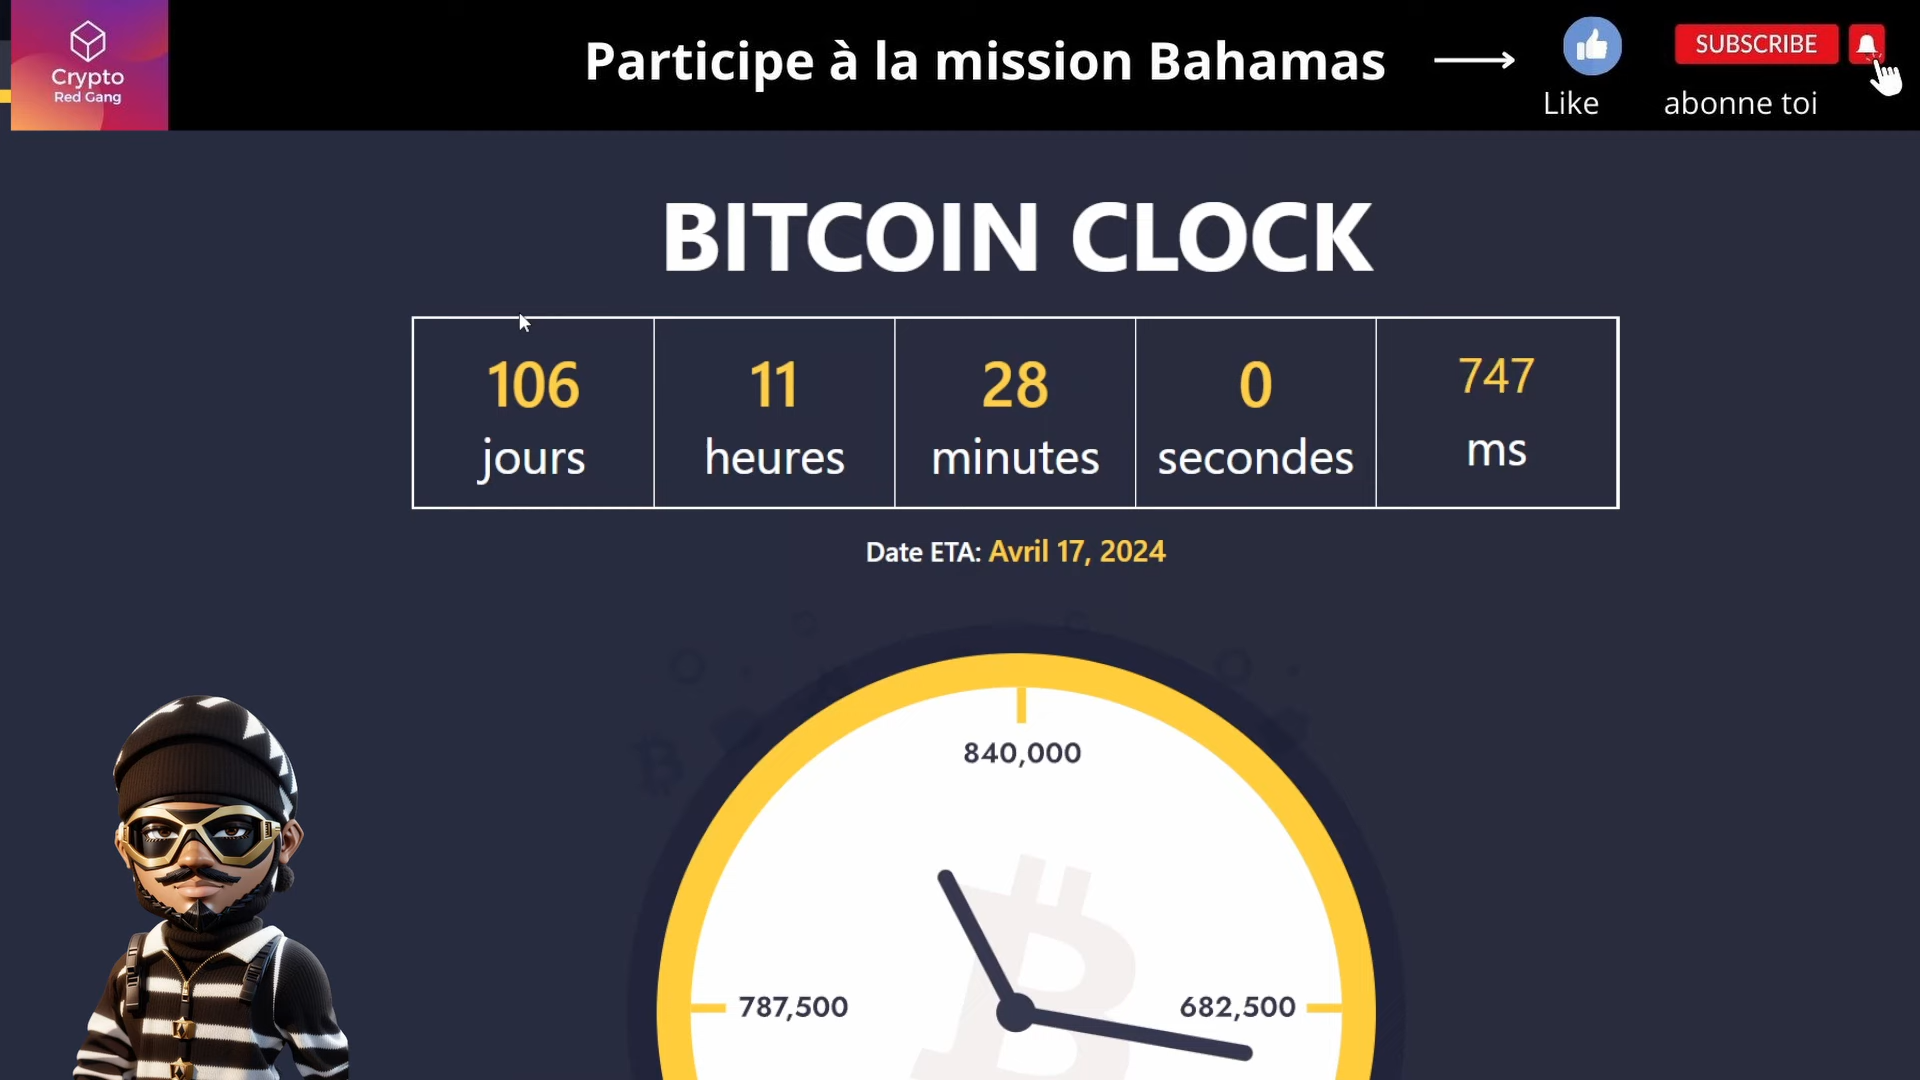 Crypto
Red Gang
Participe à la mission Bahamas
SUBSCRIBE
Like
abonne toi
BITCOIN CLOCK
106
jours
11
heures
28
minutes
0
secondes
747
ms
Date ETA: Avril 17, 2024
840,000
787,500
682,500